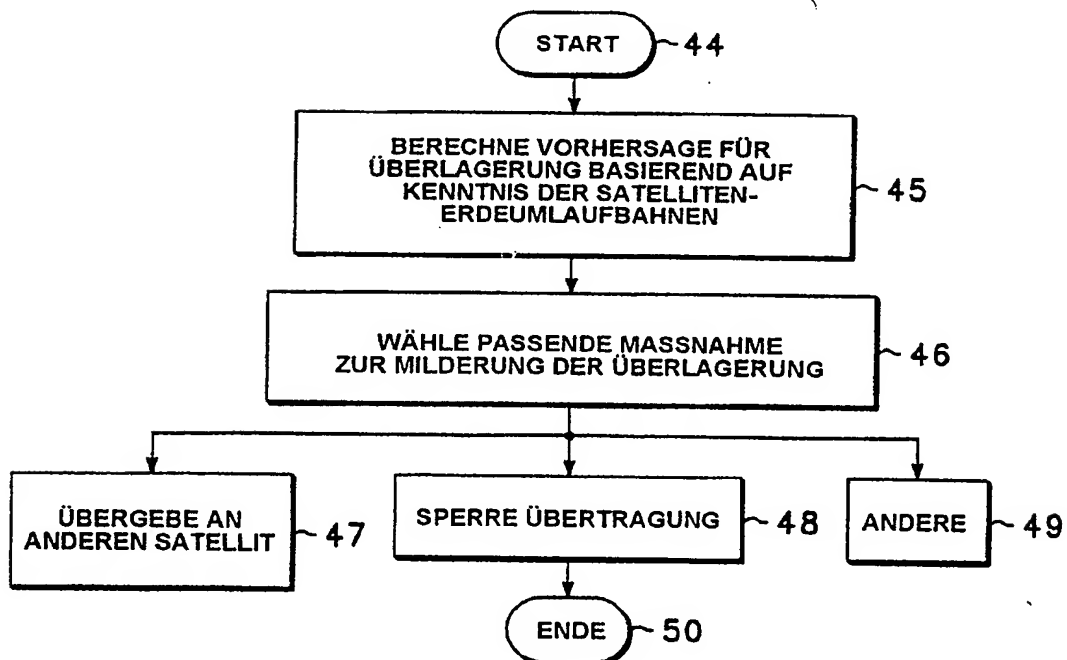 START
44
BERECHNE VORHERSAGE FÜR
ÜBERLAGERUNG BASIEREND AUF
KENNTNIS DER SATELLITEN-
ERDEUMLAUFBAHNEN
45
WÄHLE PASSENDE MASSNAHME
ZUR MILDERUNG DER ÜBERLAGERUNG
46
ÜBERGEBE AN
ANDEREN SATELLIT
47
SPERRE ÜBERTRAGUNG
48
ANDERE
49
ENDE
50